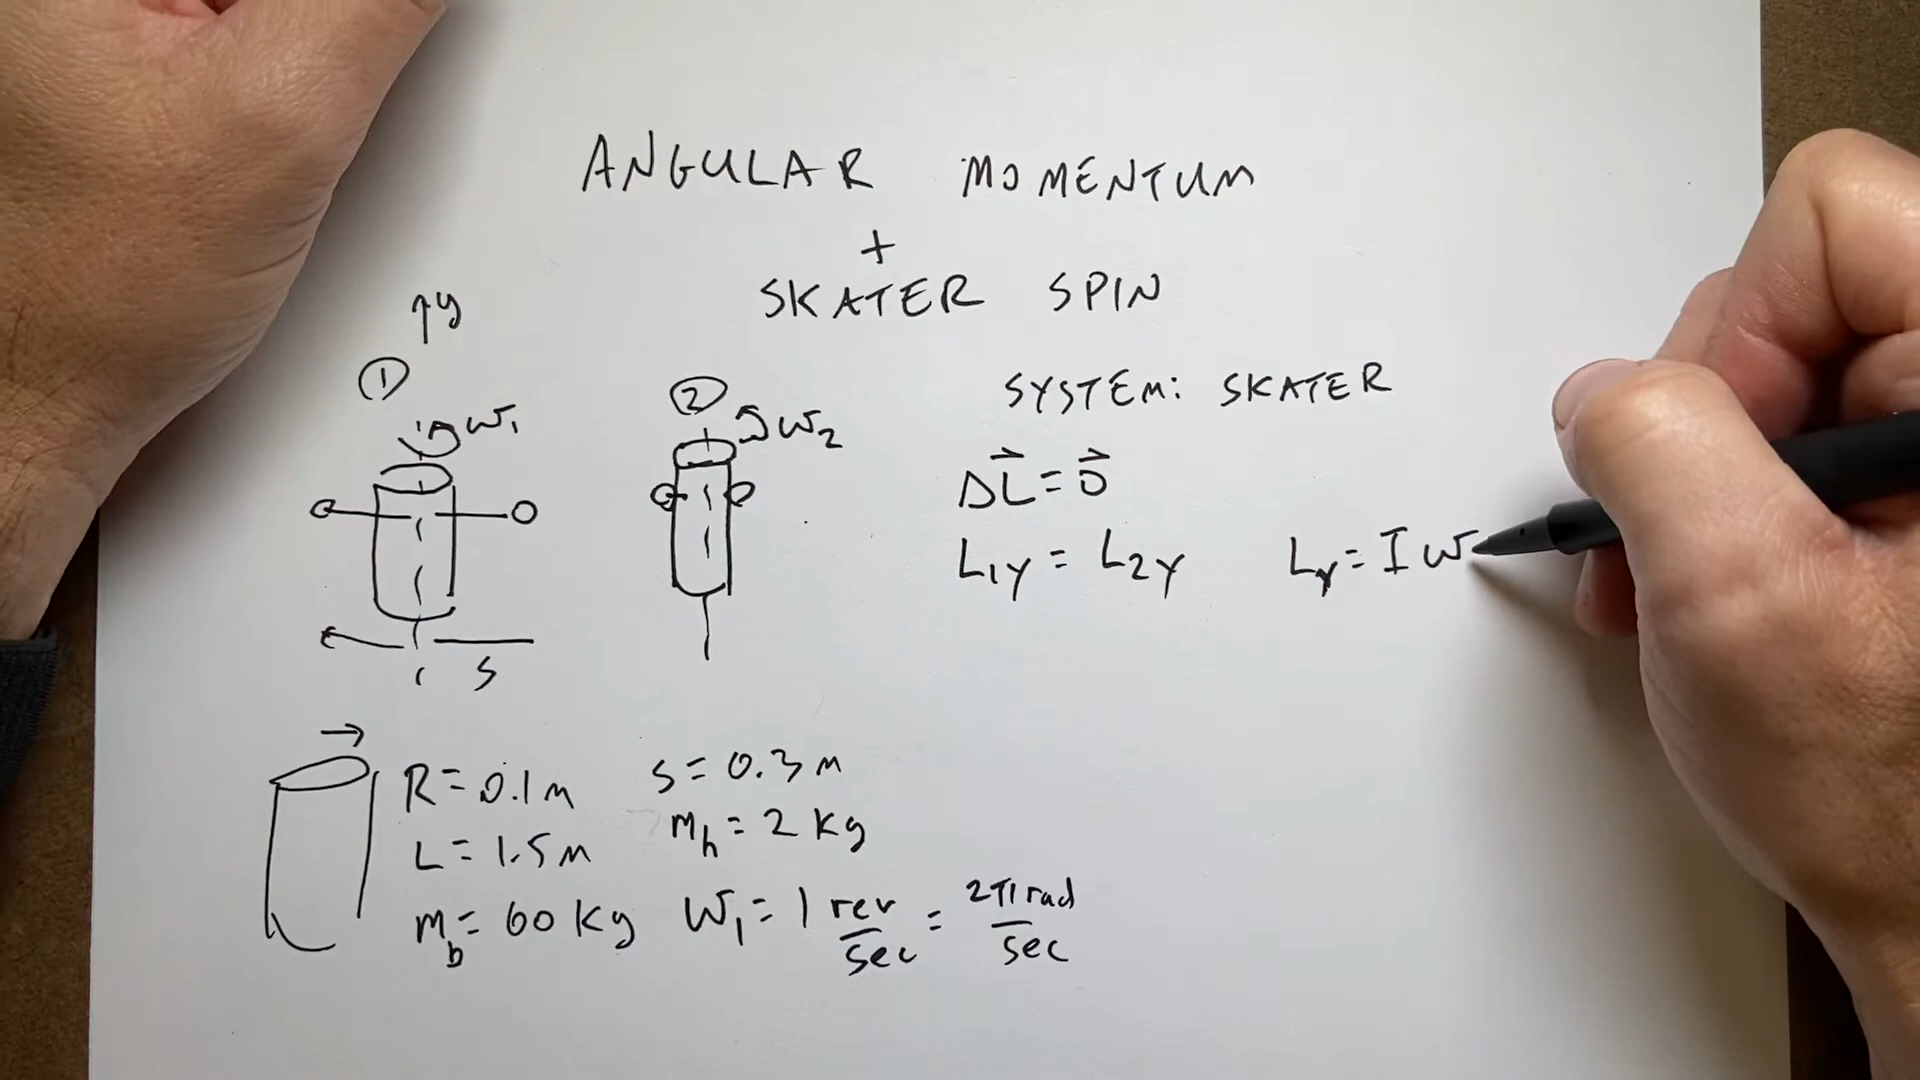 ANGULAR MOMENTUM
+
SKATER SPIN
y
1
ω1
2
ω2
SYSTEM: SKATER
ΔL⃗ = 0⃗
L1Y = L2Y
Ly = I ω
s
R = 0.1 m
L = 1.5 m
mb = 60 kg
s = 0.3 m
mh = 2 kg
ω1 = 1 rev/sec = 2π rad/sec